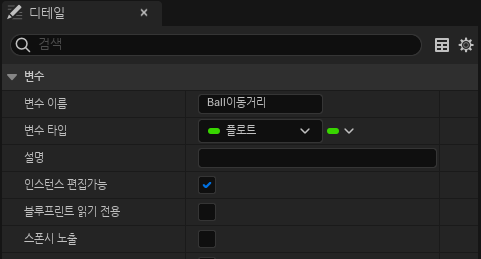 디테일
검색
변수
변수 이름 Ball이동거리
변수 타입 플로트
설명
인스턴스 편집가능
블루프린트 읽기 전용
스폰시 노출